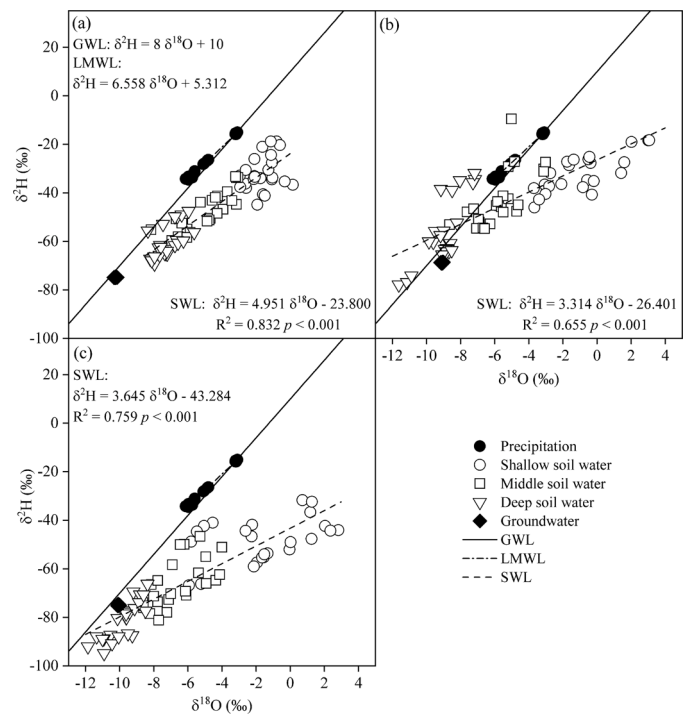 (a)
GWL: δ²H = 8 δ¹⁸O + 10
LMWL:
δ²H = 6.558 δ¹⁸O + 5.312
SWL: δ²H = 4.951 δ¹⁸O - 23.800
R² = 0.832 p < 0.001
20
0
-20
-40
-60
-80
-100
δ²H (‰)
(b)
SWL: δ²H = 3.314 δ¹⁸O - 26.401
R² = 0.655 p < 0.001
-12 -10 -8 -6 -4 -2 0 2 4
δ¹⁸O (‰)
(c)
SWL:
δ²H = 3.645 δ¹⁸O - 43.284
R² = 0.759 p < 0.001
20
0
-20
-40
-60
-80
-100
δ²H (‰)
-12 -10 -8 -6 -4 -2 0 2 4
δ¹⁸O (‰)
Precipitation
Shallow soil water
Middle soil water
Deep soil water
Groundwater
GWL
LMWL
SWL